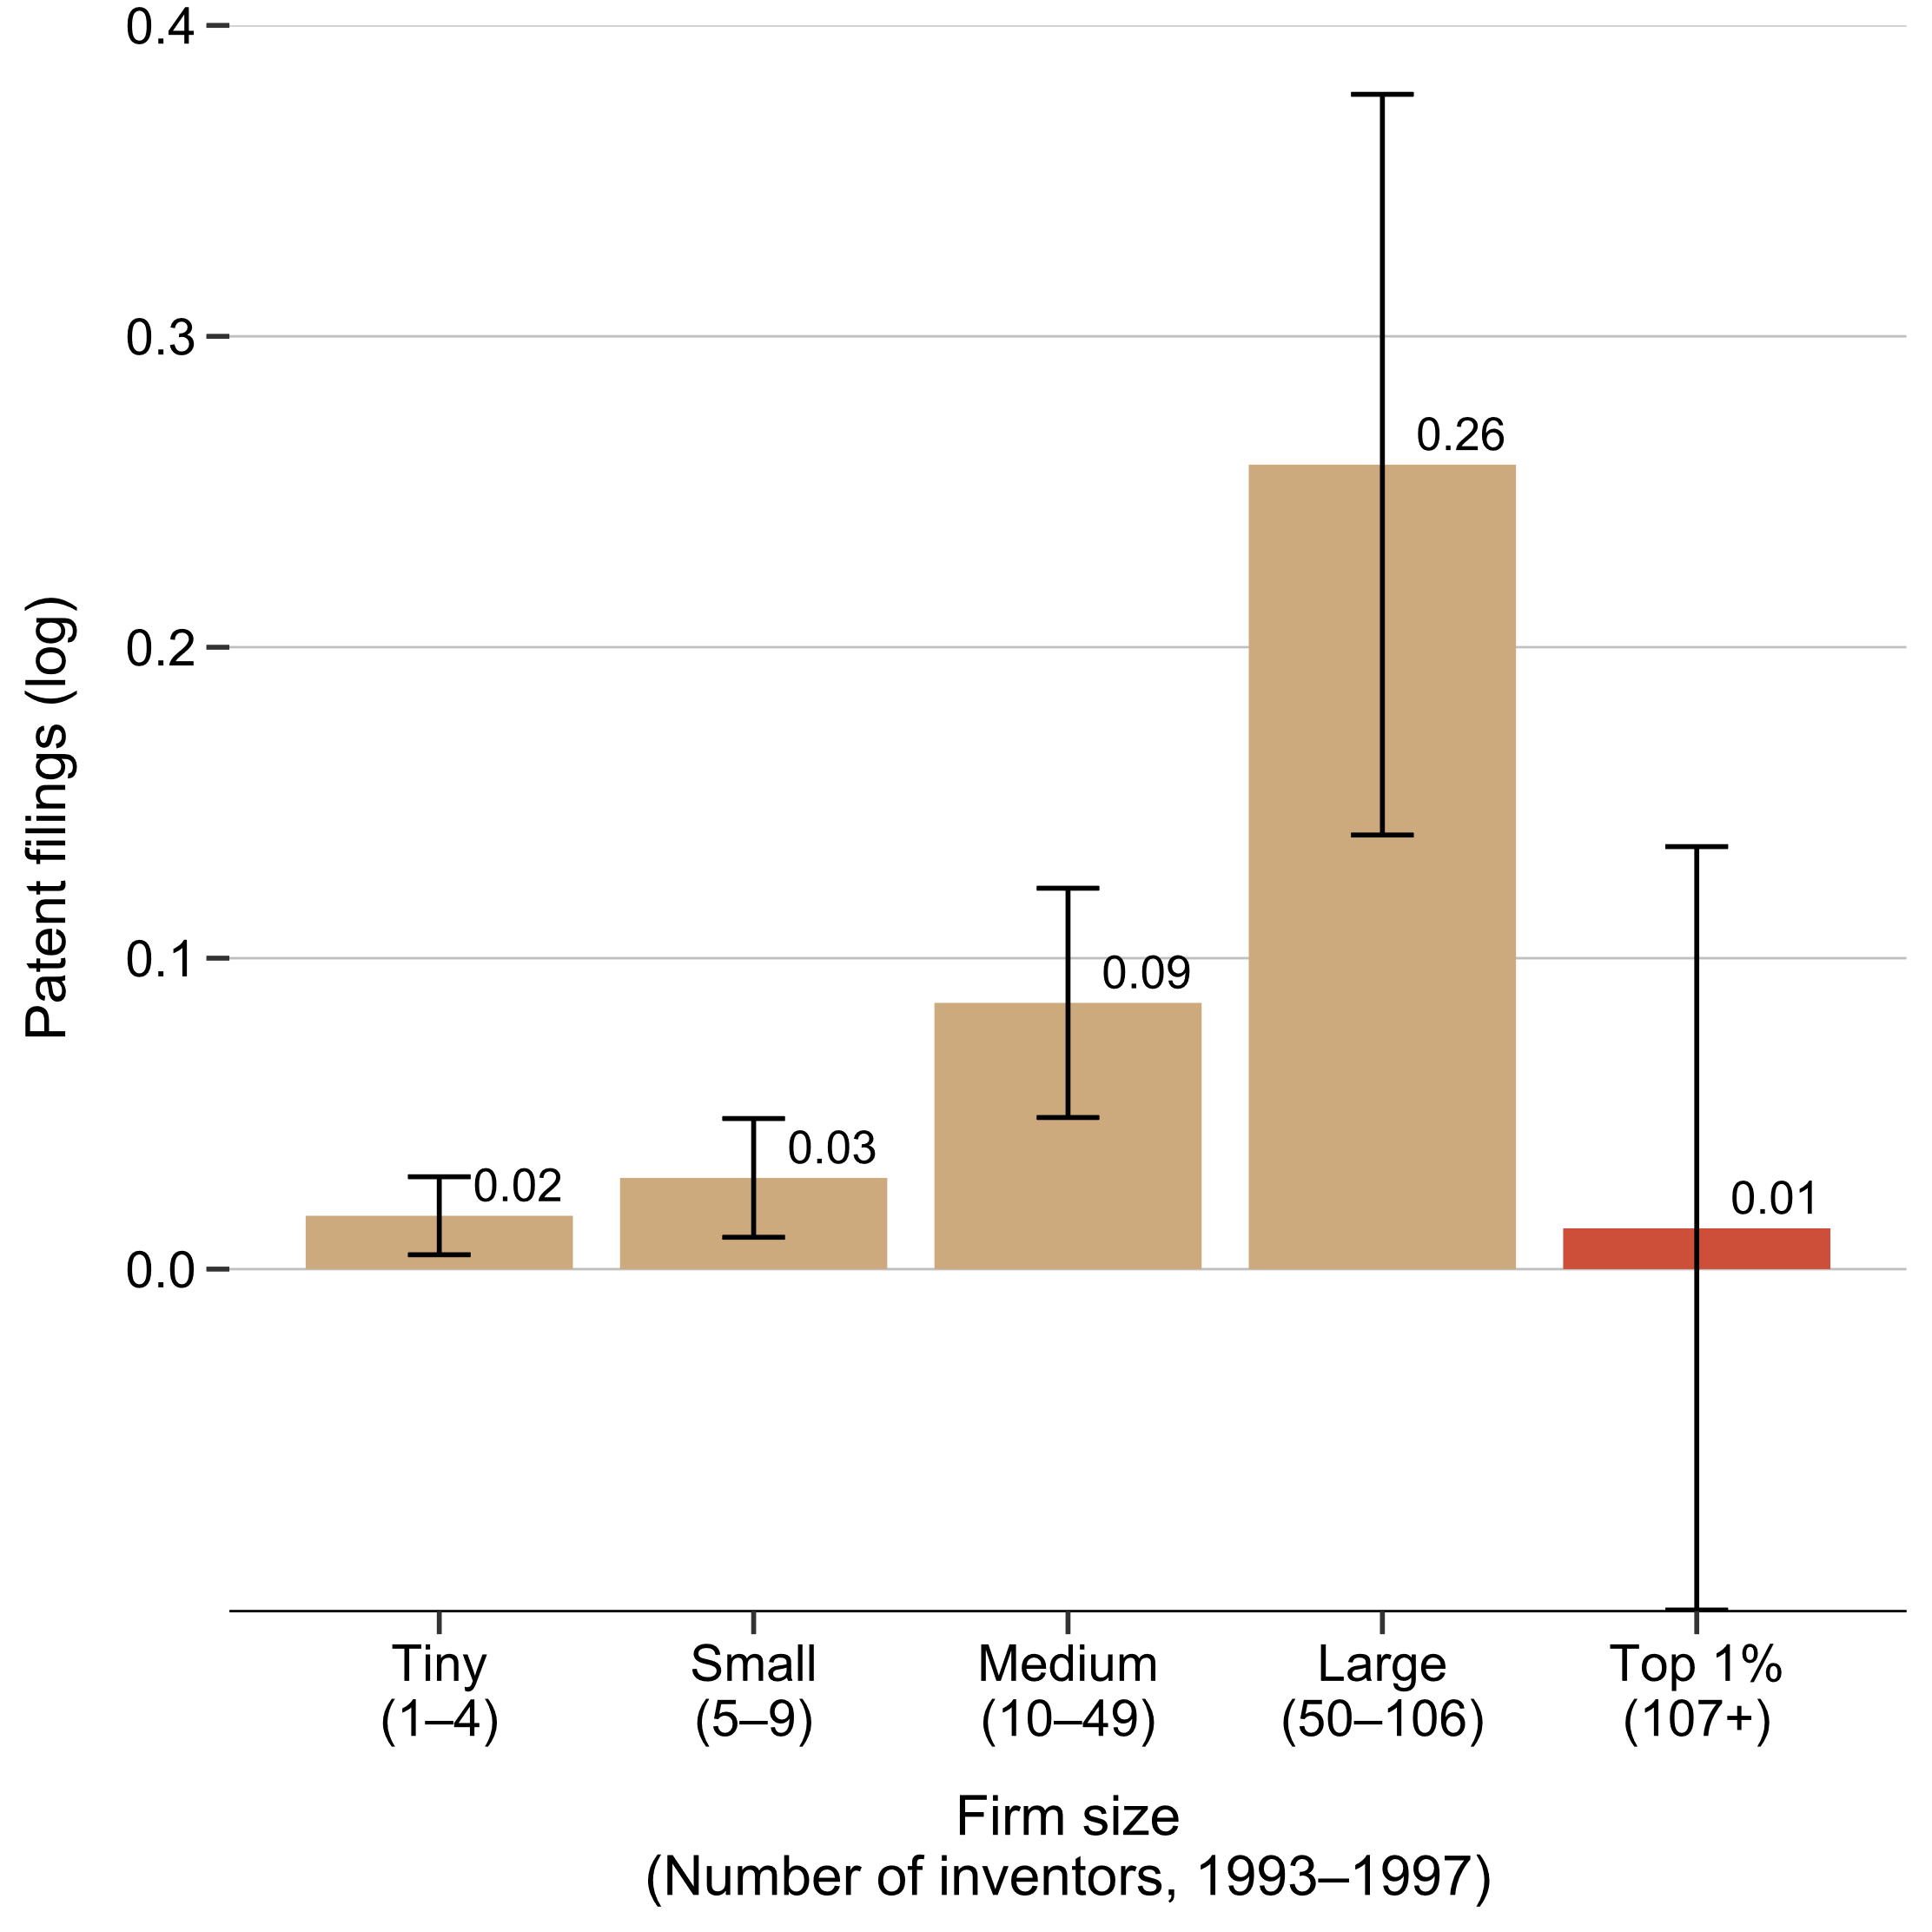 0.4
0.3
0.2
0.1
0.0
Patent filings (log)
0.02
0.03
0.09
0.26
0.01
Tiny
(1–4)
Small
(5–9)
Medium
(10–49)
Large
(50–106)
Top 1%
(107+)
Firm size
(Number of inventors, 1993–1997)